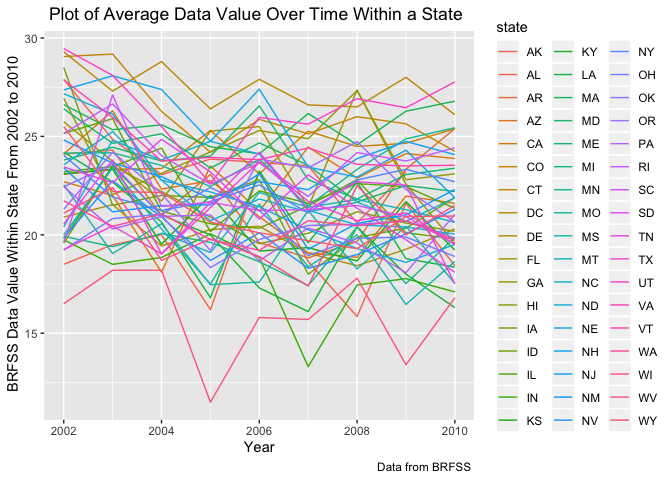 Plot of Average Data Value Over Time Within a State
BRFSS Data Value Within State From 2002 to 2010
30
25
20
15
2002 2004 2006 2008 2010
Year
state
AK KY NY
AL LA OH
AR MA OK
AZ MD OR
CA ME PA
CO MI RI
CT MN SC
DC MO SD
DE MS TN
FL MT TX
GA NC UT
HI ND VA
IA NE VT
ID NH WA
IL NJ WI
IN NM WV
KS NV WY
Data from BRFSS